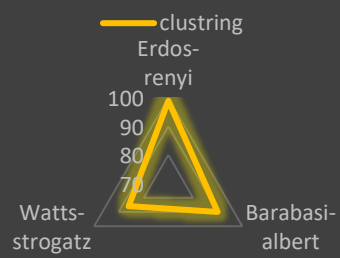 clustring
Erdos-
renyi
100
90
80
70
Watts-
strogatz
Barabasi-
albert